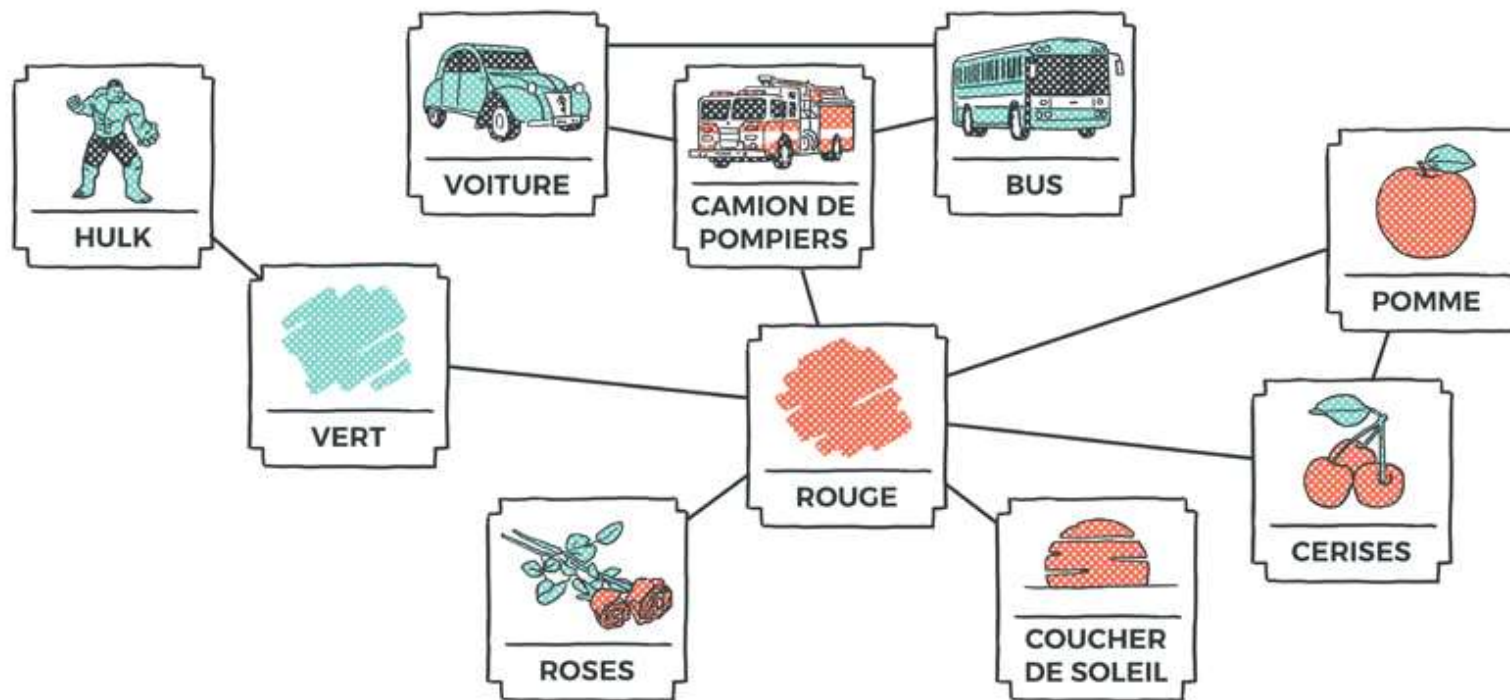 VOITURE
BUS
HULK
CAMION DE
POMPIERS
POMME
VERT
ROUGE
CERISES
ROSES
COUCHER
DE SOLEIL